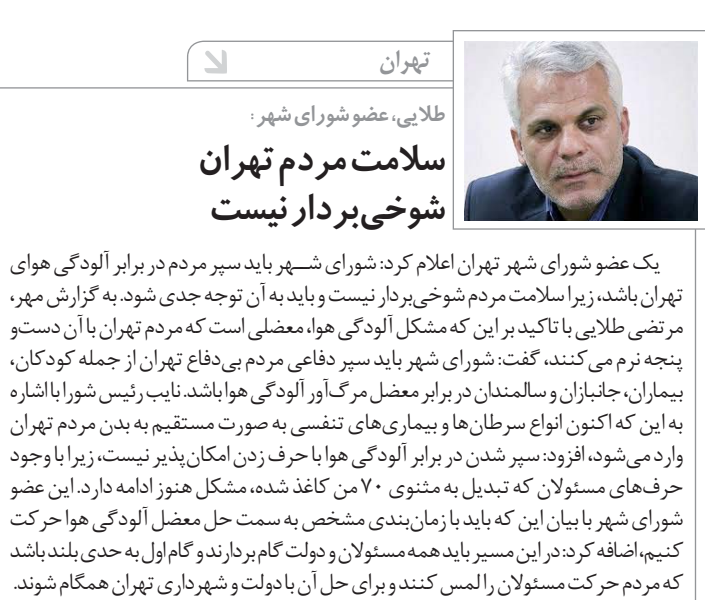 تهران
طلایی، عضو شورای شهر:
سلامت مردم تهران
شوخی‌بردار نیست
یک عضو شورای شهر تهران اعلام کرد: شورای شهر باید سپر مردم در برابر آلودگی هوای
تهران باشد، زیرا سلامت مردم شوخی‌بردار نیست و باید به آن توجه جدی شود. به گزارش مهر،
مرتضی طلایی با تاکید بر این که مشکل آلودگی هوا، معضلی است که مردم تهران با آن دست‌و
پنجه نرم می‌کنند، گفت: شورای شهر باید سپر دفاعی مردم بی‌دفاع تهران از جمله کودکان،
بیماران، جانبازان و سالمندان در برابر معضل مرگ‌آور آلودگی هوا باشد. نایب رئیس شورا با اشاره
به این که اکنون انواع سرطان‌ها و بیماری‌های تنفسی به صورت مستقیم به بدن مردم تهران
وارد می‌شود، افزود: سپر شدن در برابر آلودگی هوا با حرف زدن امکان‌پذیر نیست، زیرا با وجود
حرف‌های مسئولان که تبدیل به مثنوی ۷۰ من کاغذ شده، مشکل هنوز ادامه دارد. این عضو
شورای شهر با بیان این که باید با زمان‌بندی مشخص به سمت حل معضل آلودگی هوا حرکت
کنیم، اضافه کرد: در این مسیر باید همه مسئولان و دولت گام بردارند و گام اول به حدی بلند باشد
که مردم حرکت مسئولان را لمس کنند و برای حل آن با دولت و شهرداری تهران همگام شوند.